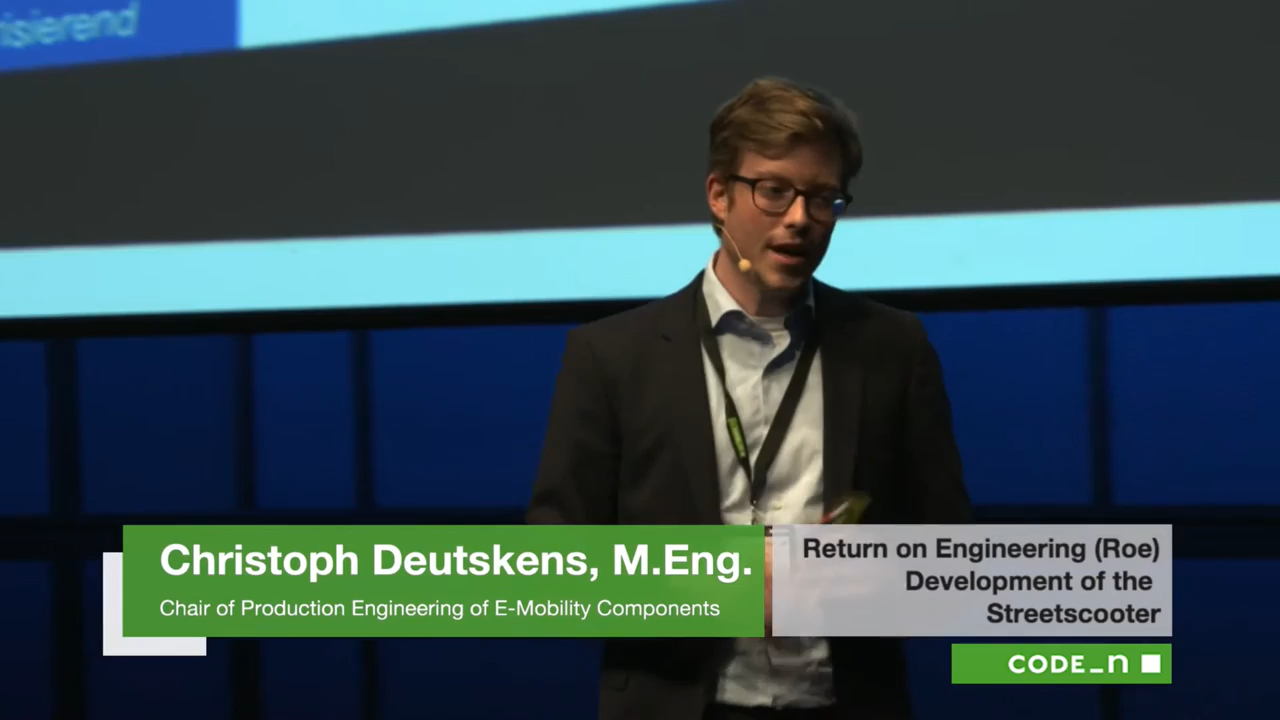 isierend
Christoph Deutskens, M.Eng.
Chair of Production Engineering of E-Mobility Components
Return on Engineering (Roe)
Development of the
Streetscooter
CODE_n